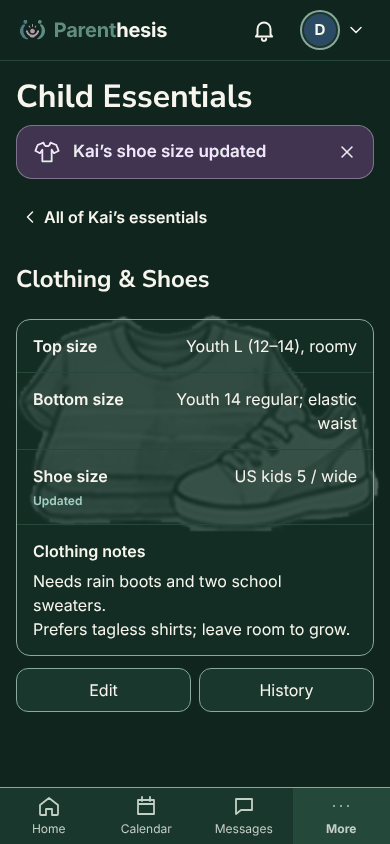 Parenthesis
D
Child Essentials
Kai’s shoe size updated
All of Kai’s essentials
Clothing & Shoes
Top size
Youth L (12–14), roomy
Bottom size
Youth 14 regular; elastic
waist
Shoe size
US kids 5 / wide
Updated
Clothing notes
Needs rain boots and two school
sweaters.
Prefers tagless shirts; leave room to grow.
Edit
History
Home
Calendar
Messages
More